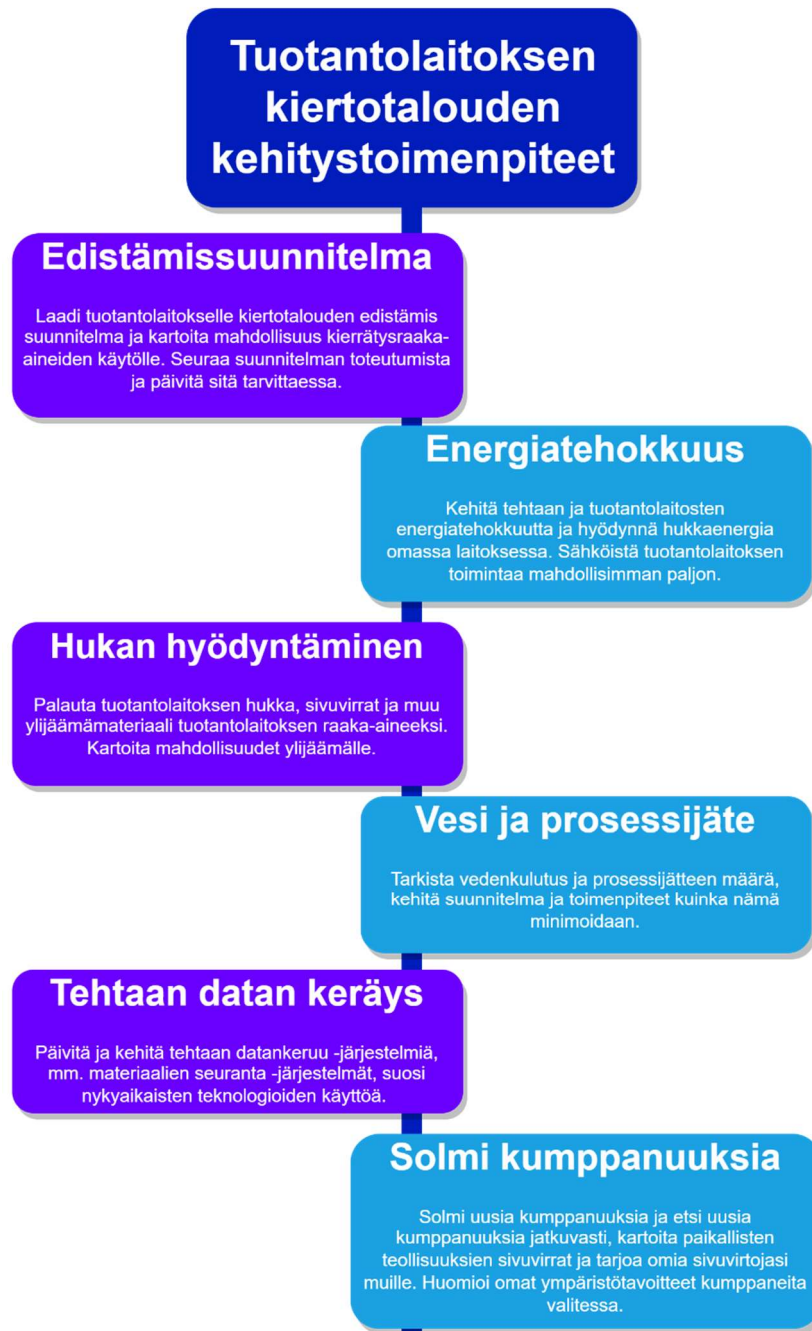 Tuotantolaitoksen
kiertotalouden
kehitystoimenpiteet
Edistämissuunnitelma
Laadi tuotantolaitokselle kiertotalouden edistämis
suunnitelma ja kartoita mahdollisuus kierrätysraaka-
aineiden käytölle. Seuraa suunnitelman toteutumista
ja päivitä sitä tarvittaessa.
Energiatehokkuus
Kehitä tehtaan ja tuotantolaitosten
energiatehokkuutta ja hyödynnä hukkaenergia
omassa laitoksessa. Sähköistä tuotantolaitoksen
toimintaa mahdollisimman paljon.
Hukan hyödyntäminen
Palauta tuotantolaitoksen hukka, sivuvirrat ja muu
ylijäämämateriaali tuotantolaitoksen raaka-aineeksi.
Kartoita mahdollisuudet ylijäämälle.
Vesi ja prosessijäte
Tarkista vedenkulutus ja prosessijätteen määrä,
kehitä suunnitelma ja toimenpiteet kuinka nämä
minimoidaan.
Tehtaan datan keräys
Päivitä ja kehitä tehtaan datankeruu -järjestelmiä,
mm. materiaalien seuranta -järjestelmät, suosi
nykyaikaisten teknologioiden käyttöä.
Solmi kumppanuuksia
Solmi uusia kumppanuuksia ja etsi uusia
kumppanuuksia jatkuvasti, kartoita paikallisten
teollisuuksien sivuvirrat ja tarjoa omia sivuvirtojasi
muille. Huomioi omat ympäristötavoitteet kumppaneita
valitessa.